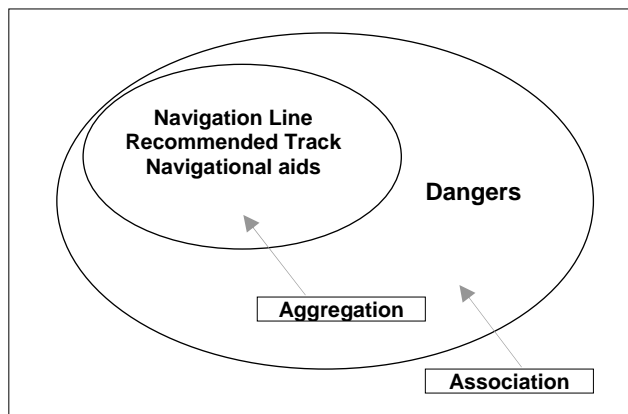 Navigation Line
Recommended Track
Navigational aids
Dangers
Aggregation
Association